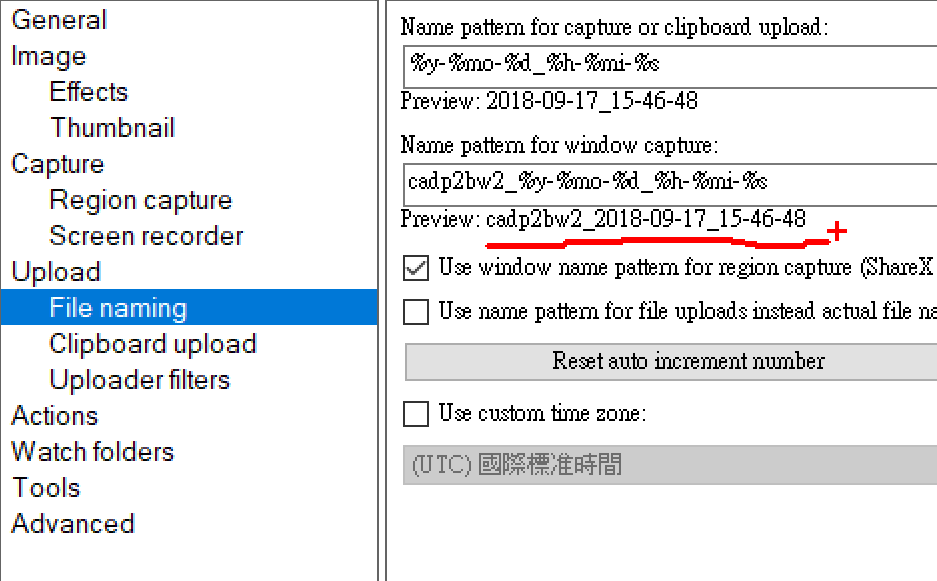 General
Image
Effects
Thumbnail
Capture
Region capture
Screen recorder
Upload
File naming
Clipboard upload
Uploader filters
Actions
Watch folders
Tools
Advanced
Name pattern for capture or clipboard upload:
%y-%mo-%d_%h-%mi-%s
Preview: 2018-09-17_15-46-48
Name pattern for window capture:
cadp2bw2_%y-%mo-%d_%h-%mi-%s
Preview: cadp2bw2_2018-09-17_15-46-48
Use window name pattern for region capture (ShareX
Use name pattern for file uploads instead actual file na
Reset auto increment number
Use custom time zone:
(UTC) 國際標准時間